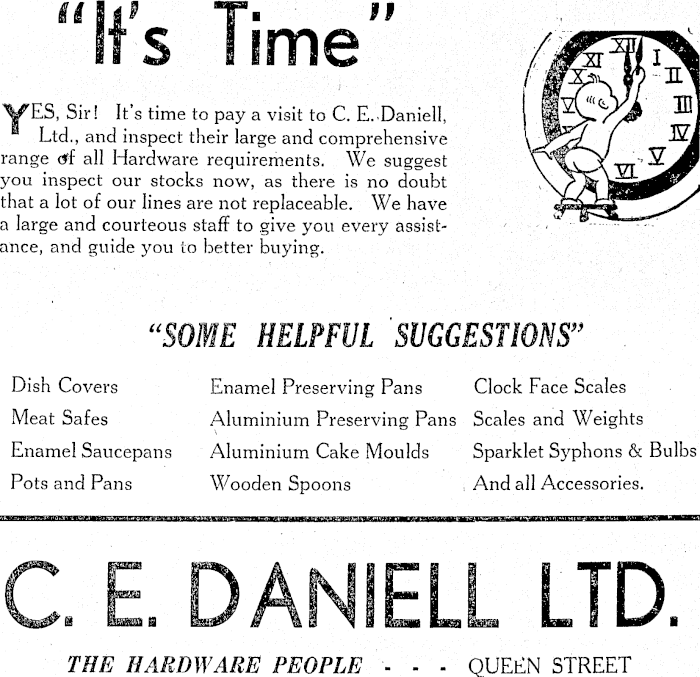 "It's Time"
YES, Sir! It's time to pay a visit to C. E. Daniell,
Ltd., and inspect their large and comprehensive
range of all Hardware requirements. We suggest
you inspect our stocks now, as there is no doubt
that a lot of our lines are not replaceable. We have
a large and courteous staff to give you every assist-
ance, and guide you to better buying.
XII
XI
I
X
II
III
IV
V
VI
"SOME HELPFUL SUGGESTIONS"
Dish Covers
Meat Safes
Enamel Saucepans
Pots and Pans
Enamel Preserving Pans
Aluminium Preserving Pans
Aluminium Cake Moulds
Wooden Spoons
Clock Face Scales
Scales and Weights
Sparklet Syphons & Bulbs
And all Accessories.
C. E. DANIELL LTD.
THE HARDWARE PEOPLE - - - QUEEN STREET